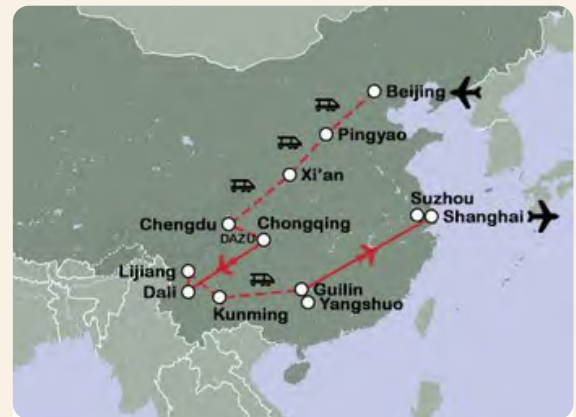 Beijing
Pingyao
Xi'an
Suzhou
Shanghai
Chengdu
Chongqing
DAZU
Lijiang
Dali
Guilin
Yangshuo
Kunming